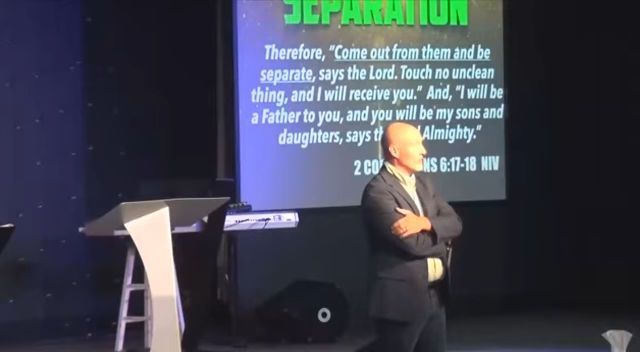 SEPARATION
Therefore, "Come out from them and be
separate, says the Lord. Touch no unclean
thing, and I will receive you." And, "I will be
a Father to you, and you will be my sons and
daughters, says Almighty."
2 6:17-18 NIV